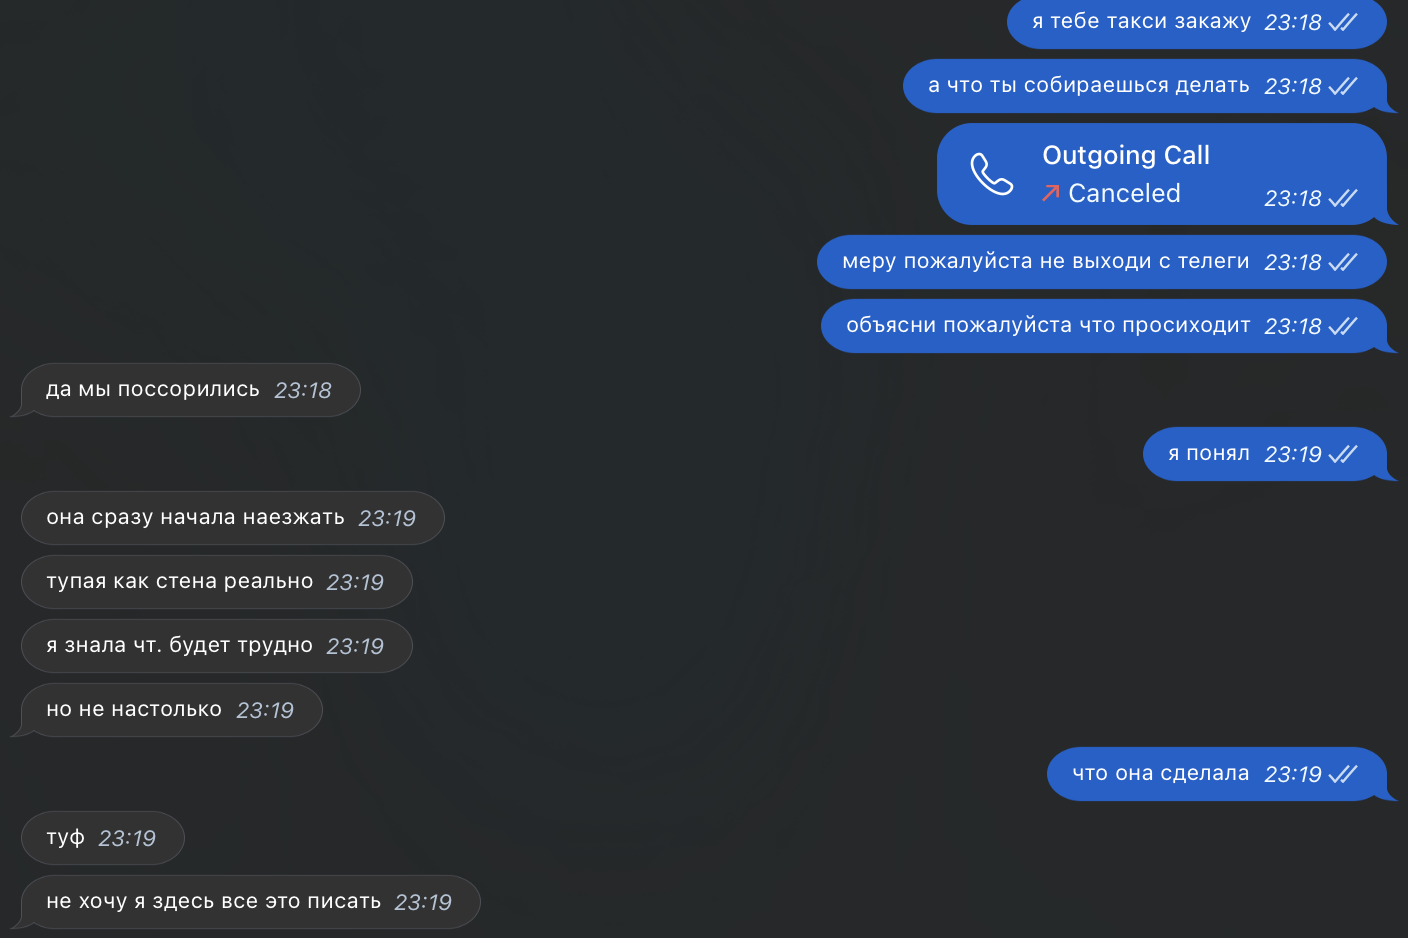 я тебе такси закажу 23:18
а что ты собираешься делать 23:18
Outgoing Call
Canceled 23:18
меру пожалуйста не выходи с телеги 23:18
объясни пожалуйста что просиходит 23:18
да мы поссорились 23:18
я понял 23:19
она сразу начала наезжать 23:19
тупая как стена реально 23:19
я знала чт. будет трудно 23:19
но не настолько 23:19
что она сделала 23:19
туф 23:19
не хочу я здесь все это писать 23:19